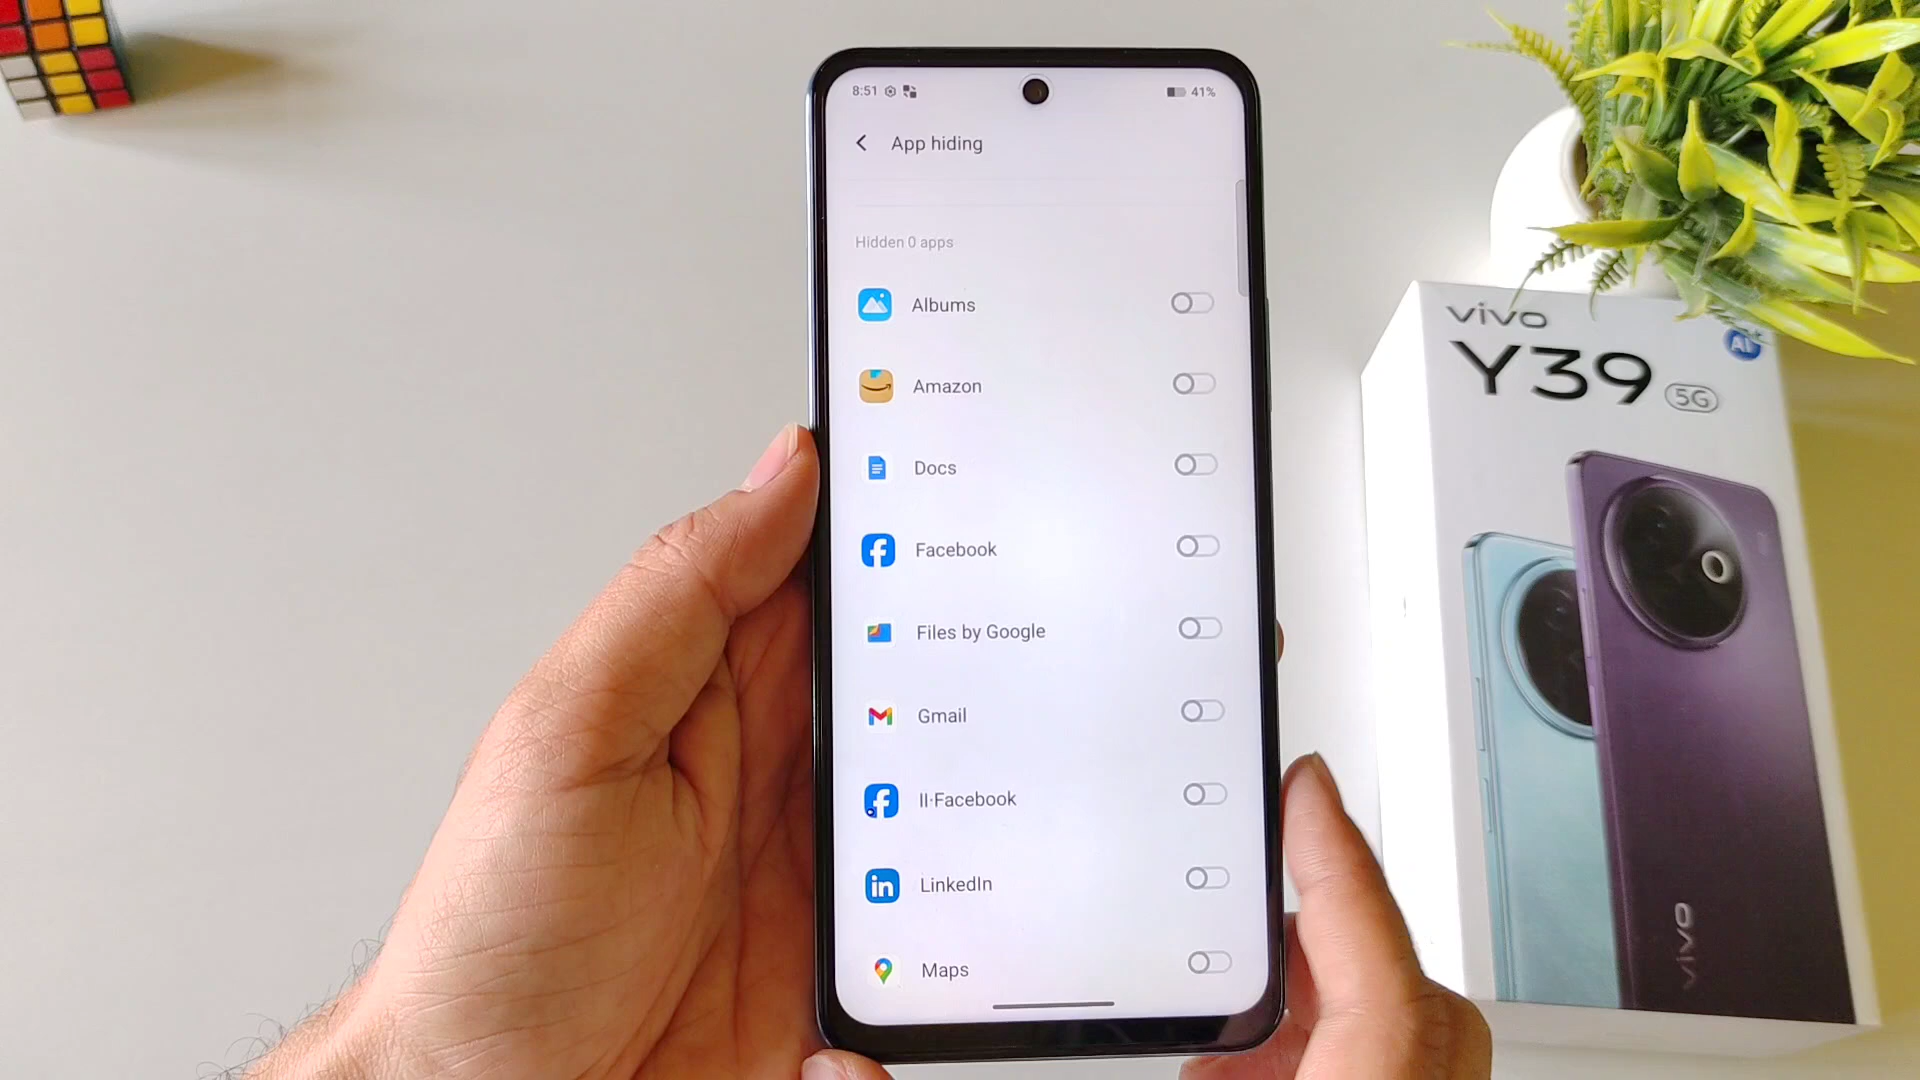 8:51 41%
App hiding
Hidden 0 apps
Albums
Amazon
Docs
Facebook
Files by Google
Gmail
II·Facebook
LinkedIn
Maps
vivo
AI
Y39 5G
vivo